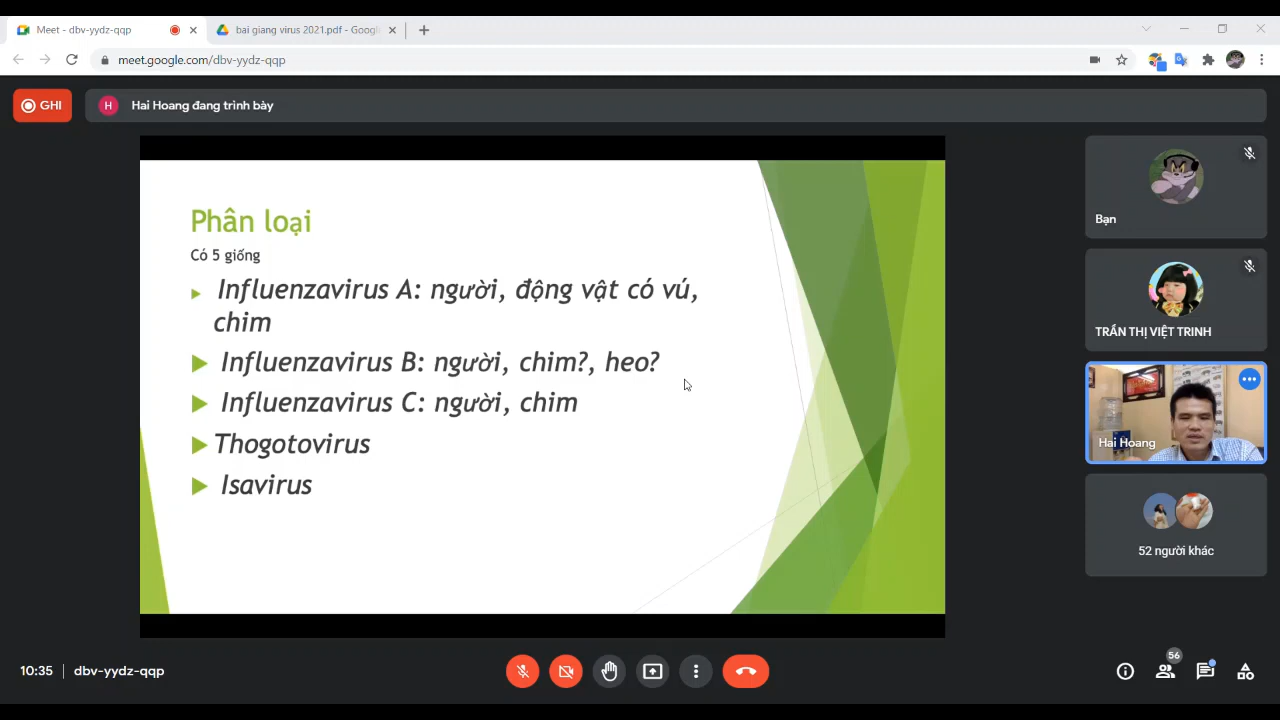 Meet - dbv-yydz-qqp
bai giang virus 2021.pdf - Google
meet.google.com/dbv-yydz-qqp
GHI
H
Hai Hoang đang trình bày
Phân loại
Có 5 giống
Influenzavirus A: người, động vật có vú,
chim
Influenzavirus B: người, chim?, heo?
Influenzavirus C: người, chim
Thogotovirus
Isavirus
Bạn
TRẦN THỊ VIỆT TRINH
Hai Hoang
52 người khác
10:35
dbv-yydz-qqp
56